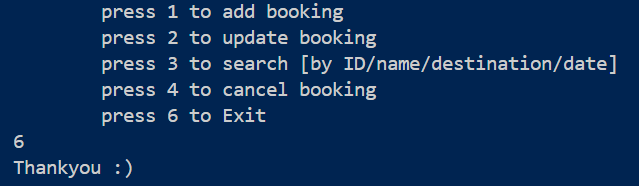 press 1 to add booking
press 2 to update booking
press 3 to search [by ID/name/destination/date]
press 4 to cancel booking
press 6 to Exit
6
Thankyou :)